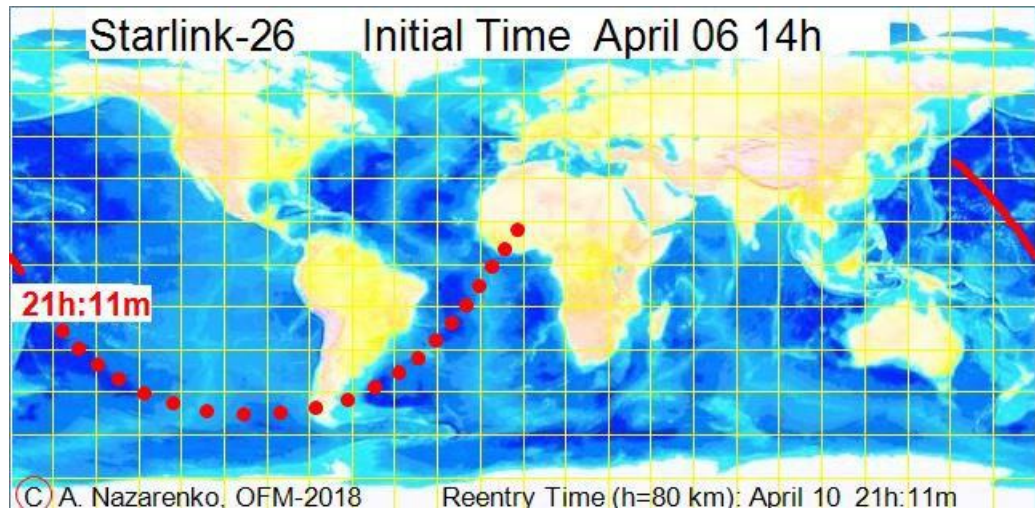 Starlink-26 Initial Time April 06 14h
21h:11m
C A. Nazarenko, OFM-2018 Reentry Time (h=80 km): April 10 21h:11m